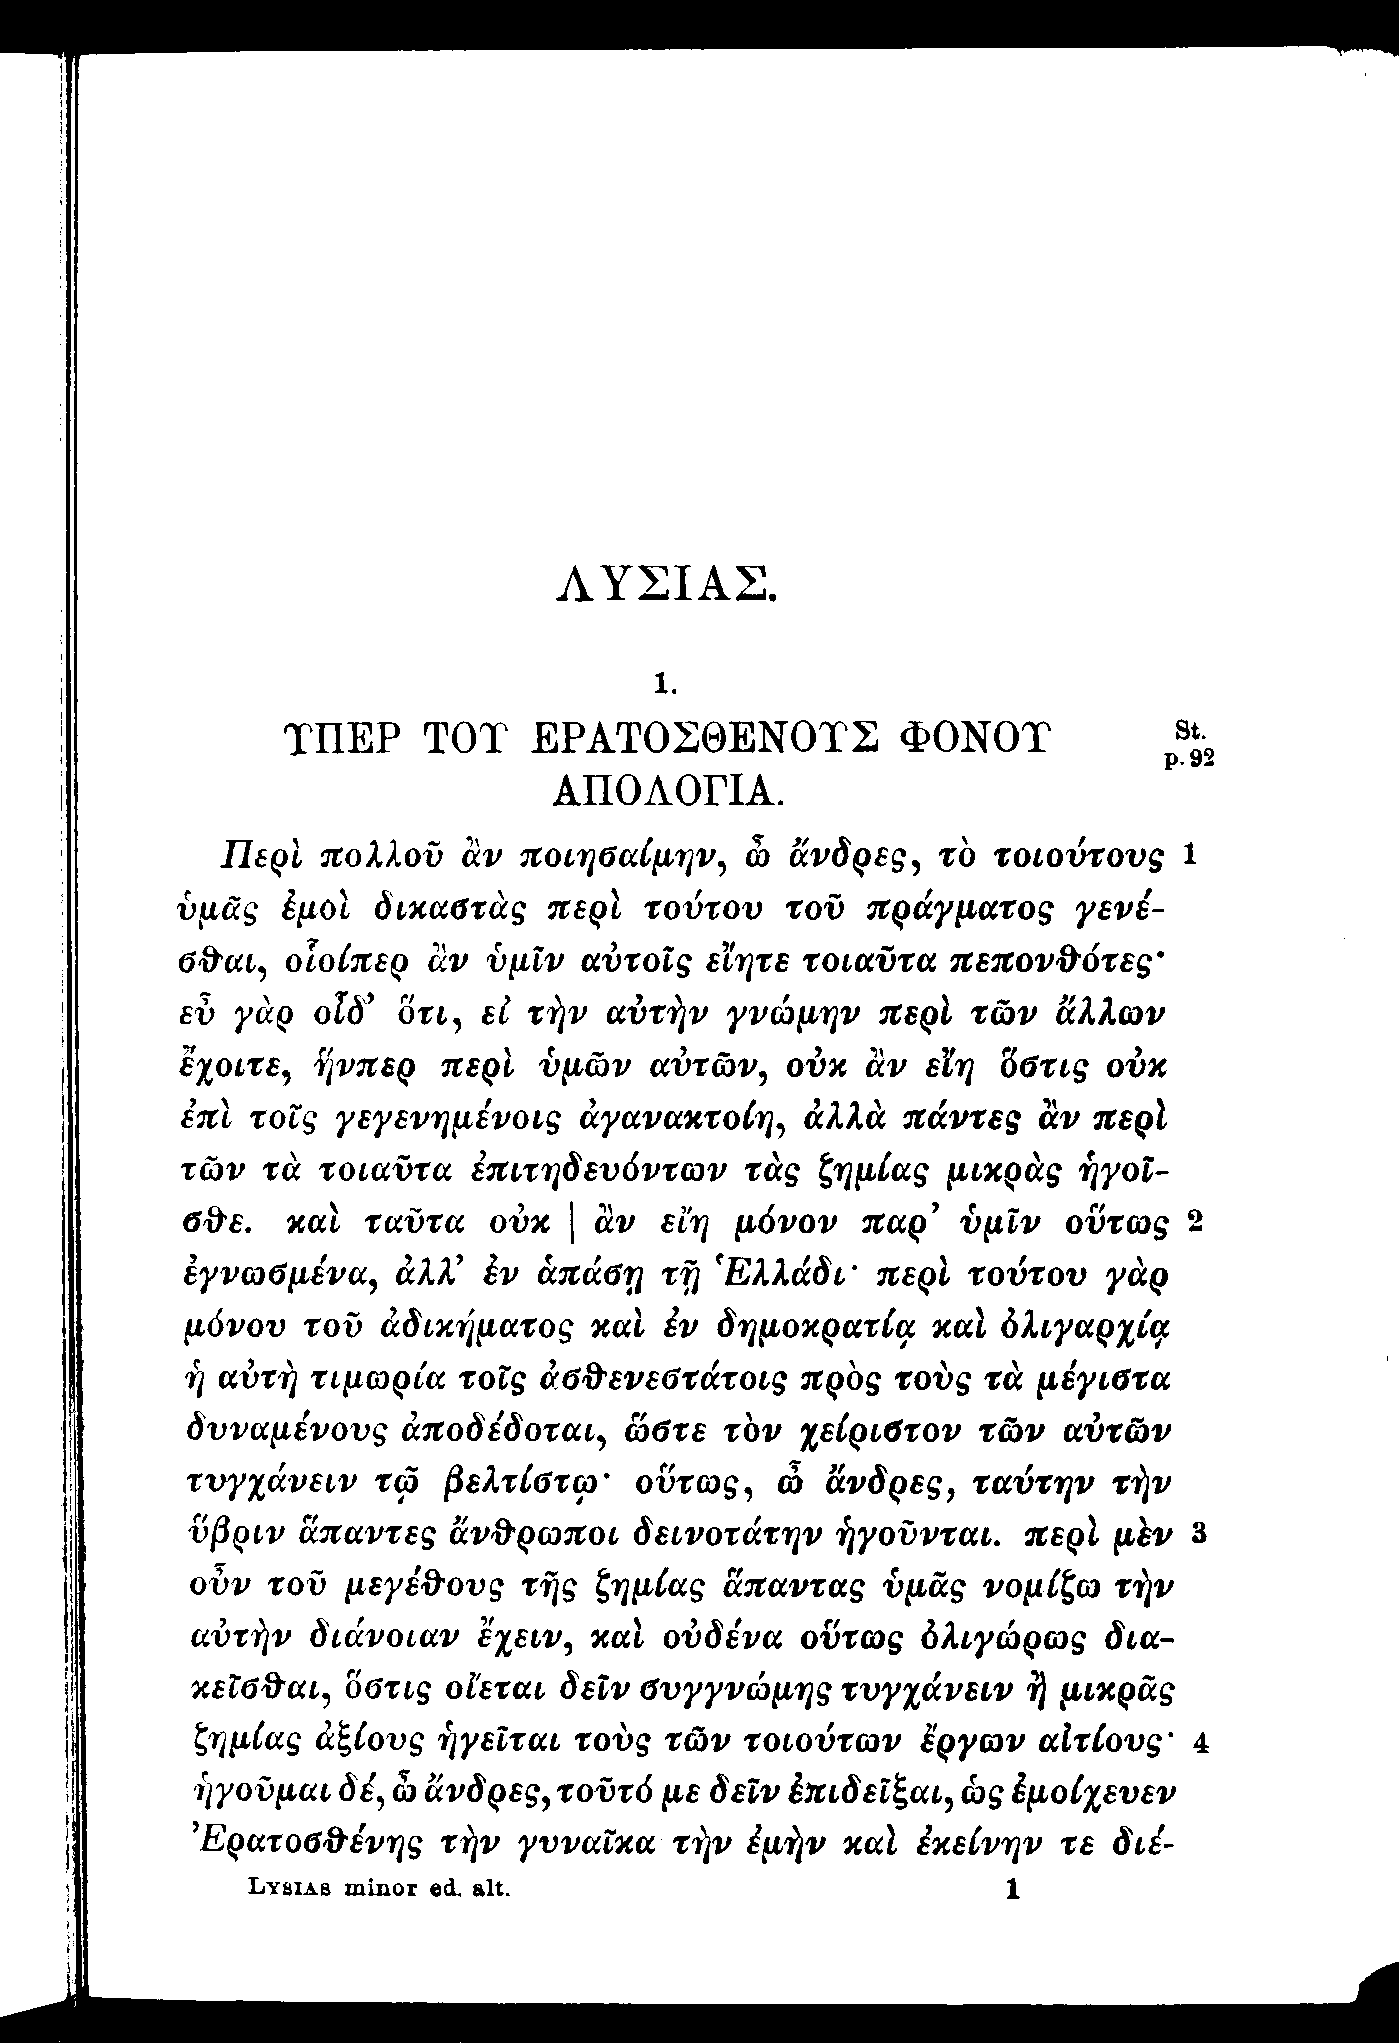 ΛΥΣΙΑΣ.
1.
ΥΠΕΡ ΤΟΥ ΕΡΑΤΟΣΘΕΝΟΥΣ ΦΟΝΟΥ St.
p. 92
ΑΠΟΛΟΓΙΑ.
Περὶ πολλοῦ ἂν ποιησαίμην, ὦ ἄνδρες, τὸ τοιούτους 1
ὑμᾶς ἐμοὶ δικαστὰς περὶ τούτου τοῦ πράγματος γενέ-
σθαι, οἷοίπερ ἂν ὑμῖν αὐτοῖς εἴητε τοιαῦτα πεπονθότες·
εὖ γὰρ οἶδ’ ὅτι, εἰ τὴν αὐτὴν γνώμην περὶ τῶν ἄλλων
ἔχοιτε, ἥνπερ περὶ ὑμῶν αὐτῶν, οὐκ ἂν εἴη ὅστις οὐκ
ἐπὶ τοῖς γεγενημένοις ἀγανακτοίη, ἀλλὰ πάντες ἂν περὶ
τῶν τὰ τοιαῦτα ἐπιτηδευόντων τὰς ζημίας μικρὰς ἡγοῖ-
σθε. καὶ ταῦτα οὐκ | ἂν εἴη μόνον παρ’ ὑμῖν οὕτως 2
ἐγνωσμένα, ἀλλ’ ἐν ἁπάσῃ τῇ Ἑλλάδι· περὶ τούτου γὰρ
μόνου τοῦ ἀδικήματος καὶ ἐν δημοκρατίᾳ καὶ ὀλιγαρχίᾳ
ἡ αὐτὴ τιμωρία τοῖς ἀσθενεστάτοις πρὸς τοὺς τὰ μέγιστα
δυναμένους ἀποδέδοται, ὥστε τὸν χείριστον τῶν αὐτῶν
τυγχάνειν τῷ βελτίστῳ· οὕτως, ὦ ἄνδρες, ταύτην τὴν
ὕβριν ἅπαντες ἄνθρωποι δεινοτάτην ἡγοῦνται. περὶ μὲν 3
οὖν τοῦ μεγέθους τῆς ζημίας ἅπαντας ὑμᾶς νομίζω τὴν
αὐτὴν διάνοιαν ἔχειν, καὶ οὐδένα οὕτως ὀλιγώρως δια-
κεῖσθαι, ὅστις οἴεται δεῖν συγγνώμης τυγχάνειν ἢ μικρᾶς
ζημίας ἀξίους ἡγεῖται τοὺς τῶν τοιούτων ἔργων αἰτίους· 4
ἡγοῦμαι δέ, ὦ ἄνδρες, τοῦτό με δεῖν ἐπιδεῖξαι, ὡς ἐμοίχευεν
Ἐρατοσθένης τὴν γυναῖκα τὴν ἐμὴν καὶ ἐκείνην τε διέ-
LYSIAS minor ed. alt. 1